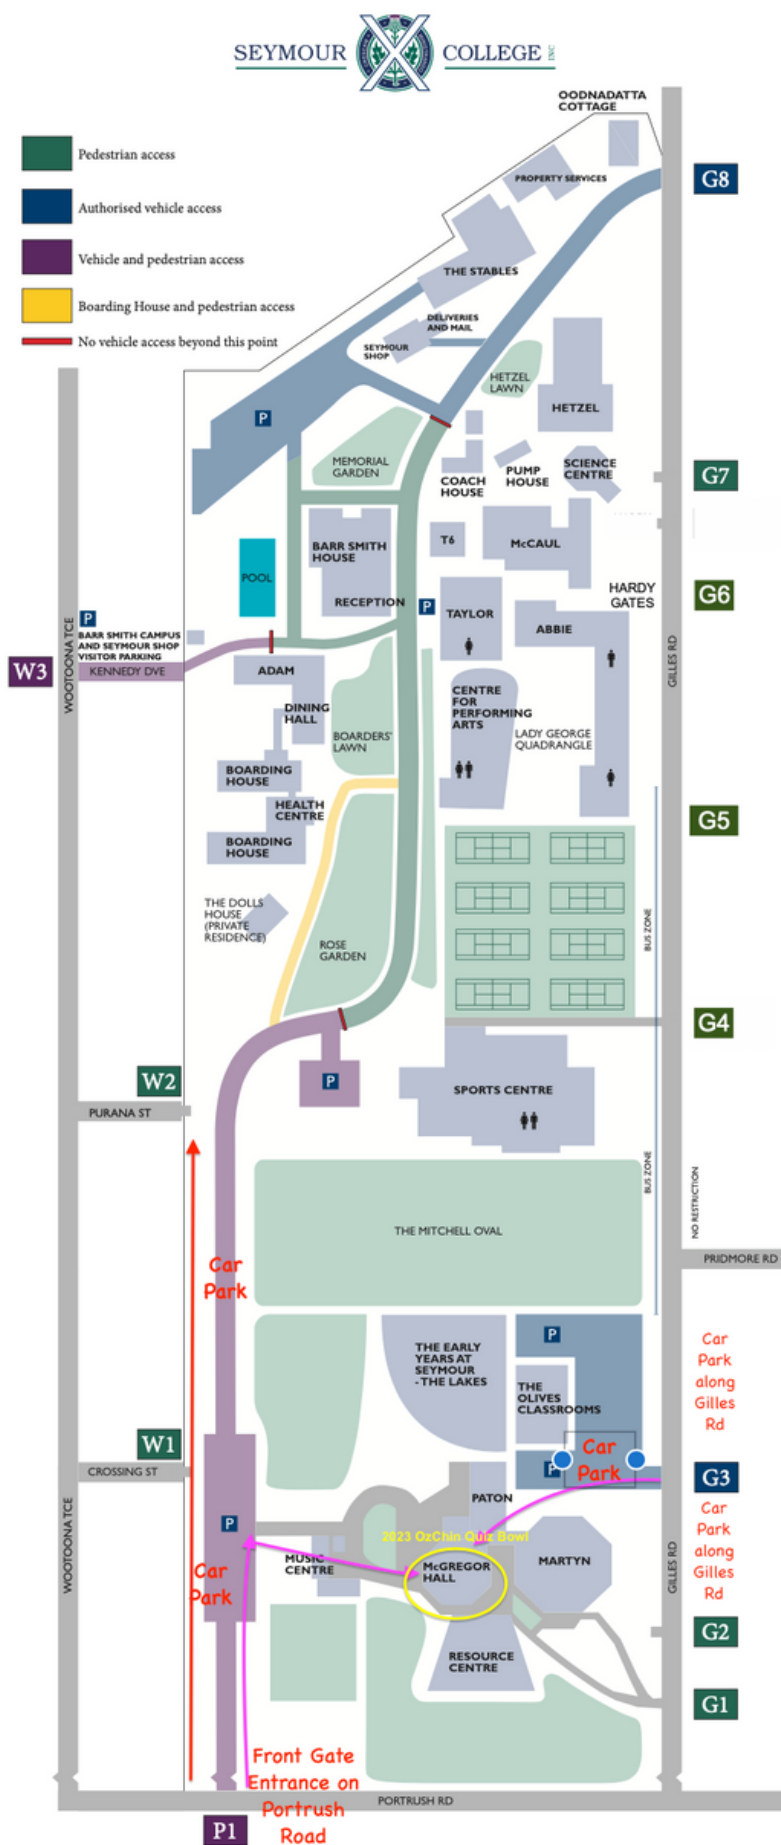 SEYMOUR COLLEGE INC
OODNADATTA
COTTAGE
Pedestrian access
Authorised vehicle access
Vehicle and pedestrian access
Boarding House and pedestrian access
No vehicle access beyond this point
PROPERTY SERVICES
G8
THE STABLES
DELIVERIES
AND MAIL
SEYMOUR
SHOP
HETZEL
LAWN
HETZEL
P
MEMORIAL
GARDEN
COACH
HOUSE
PUMP
HOUSE
SCIENCE
CENTRE
G7
BARR SMITH
HOUSE
T6
McCAUL
POOL
RECEPTION
P
TAYLOR
ABBIE
HARDY
GATES
G6
P
BARR SMITH CAMPUS
AND SEYMOUR SHOP
VISITOR PARKING
W3
KENNEDY DVE
WOOTOONA TCE
GILLES RD
ADAM
DINING
HALL
BOARDERS'
LAWN
CENTRE
FOR
PERFORMING
ARTS
LADY GEORGE
QUADRANGLE
BOARDING
HOUSE
HEALTH
CENTRE
BOARDING
HOUSE
G5
THE DOLLS
HOUSE
(PRIVATE
RESIDENCE)
ROSE
GARDEN
BUS ZONE
G4
W2
P
SPORTS CENTRE
PURANA ST
BUS ZONE
NO RESTRICTION
THE MITCHELL OVAL
PRIDMORE RD
Car
Park
THE EARLY
YEARS AT
SEYMOUR
- THE LAKES
P
THE
OLIVES
CLASSROOMS
Car
Park
along
Gilles
Rd
W1
CROSSING ST
P
Car
Park
G3
PATON
P
2023 OzChin Quiz Bowl
MUSIC
CENTRE
McGREGOR
HALL
MARTYN
Car
Park
along
Gilles
Rd
Car
Park
WOOTOONA TCE
GILLES RD
G2
RESOURCE
CENTRE
G1
Front Gate
Entrance on
Portrush
Road
PORTRUSH RD
P1